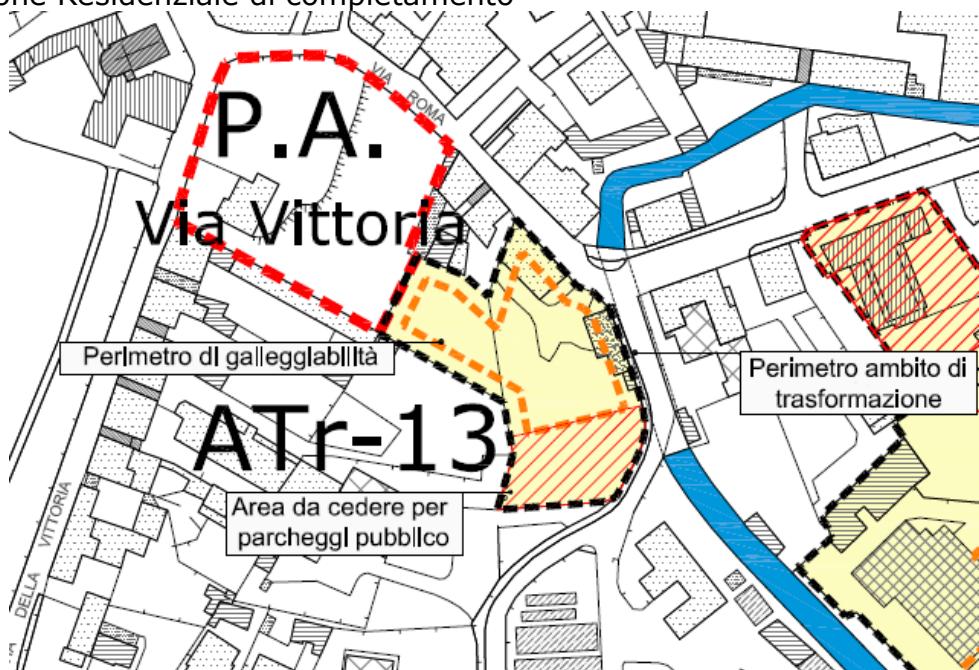 one Residenziale di completamento
VIA ROMA
P.A.
Via Vittoria
Perimetro di galleggiabilità
Perimetro ambito di
trasformazione
ATr-13
Area da cedere per
parcheggi pubblico
DELLA VITTORIA